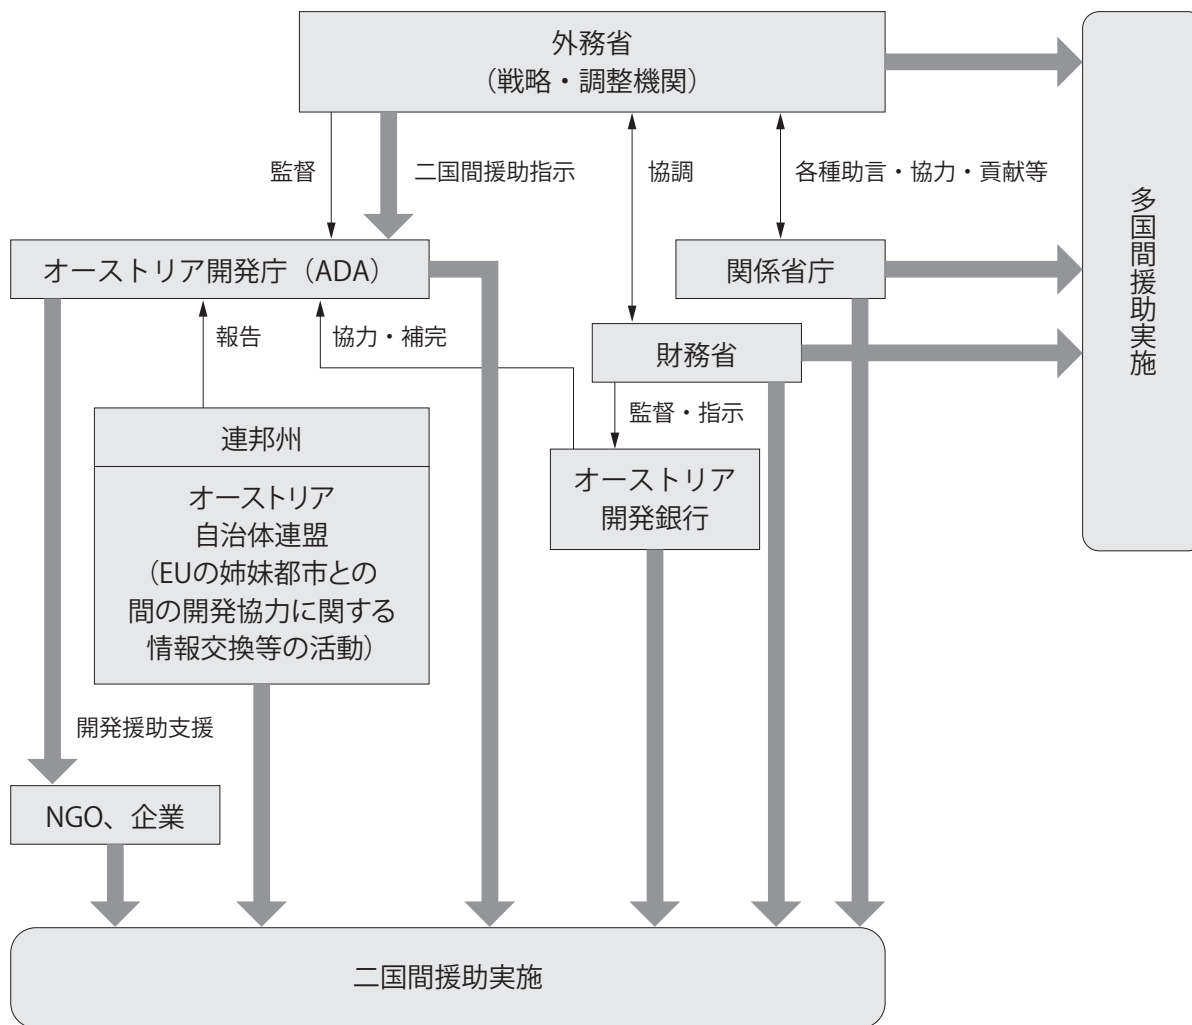 外務省
（戦略・調整機関）
監督
二国間援助指示
協調
各種助言・協力・貢献等
多国間援助実施
オーストリア開発庁（ADA）
関係省庁
報告
協力・補完
財務省
監督・指示
連邦州
オーストリア
自治体連盟
（EUの姉妹都市との
間の開発協力に関する
情報交換等の活動）
オーストリア
開発銀行
開発援助支援
NGO、企業
二国間援助実施